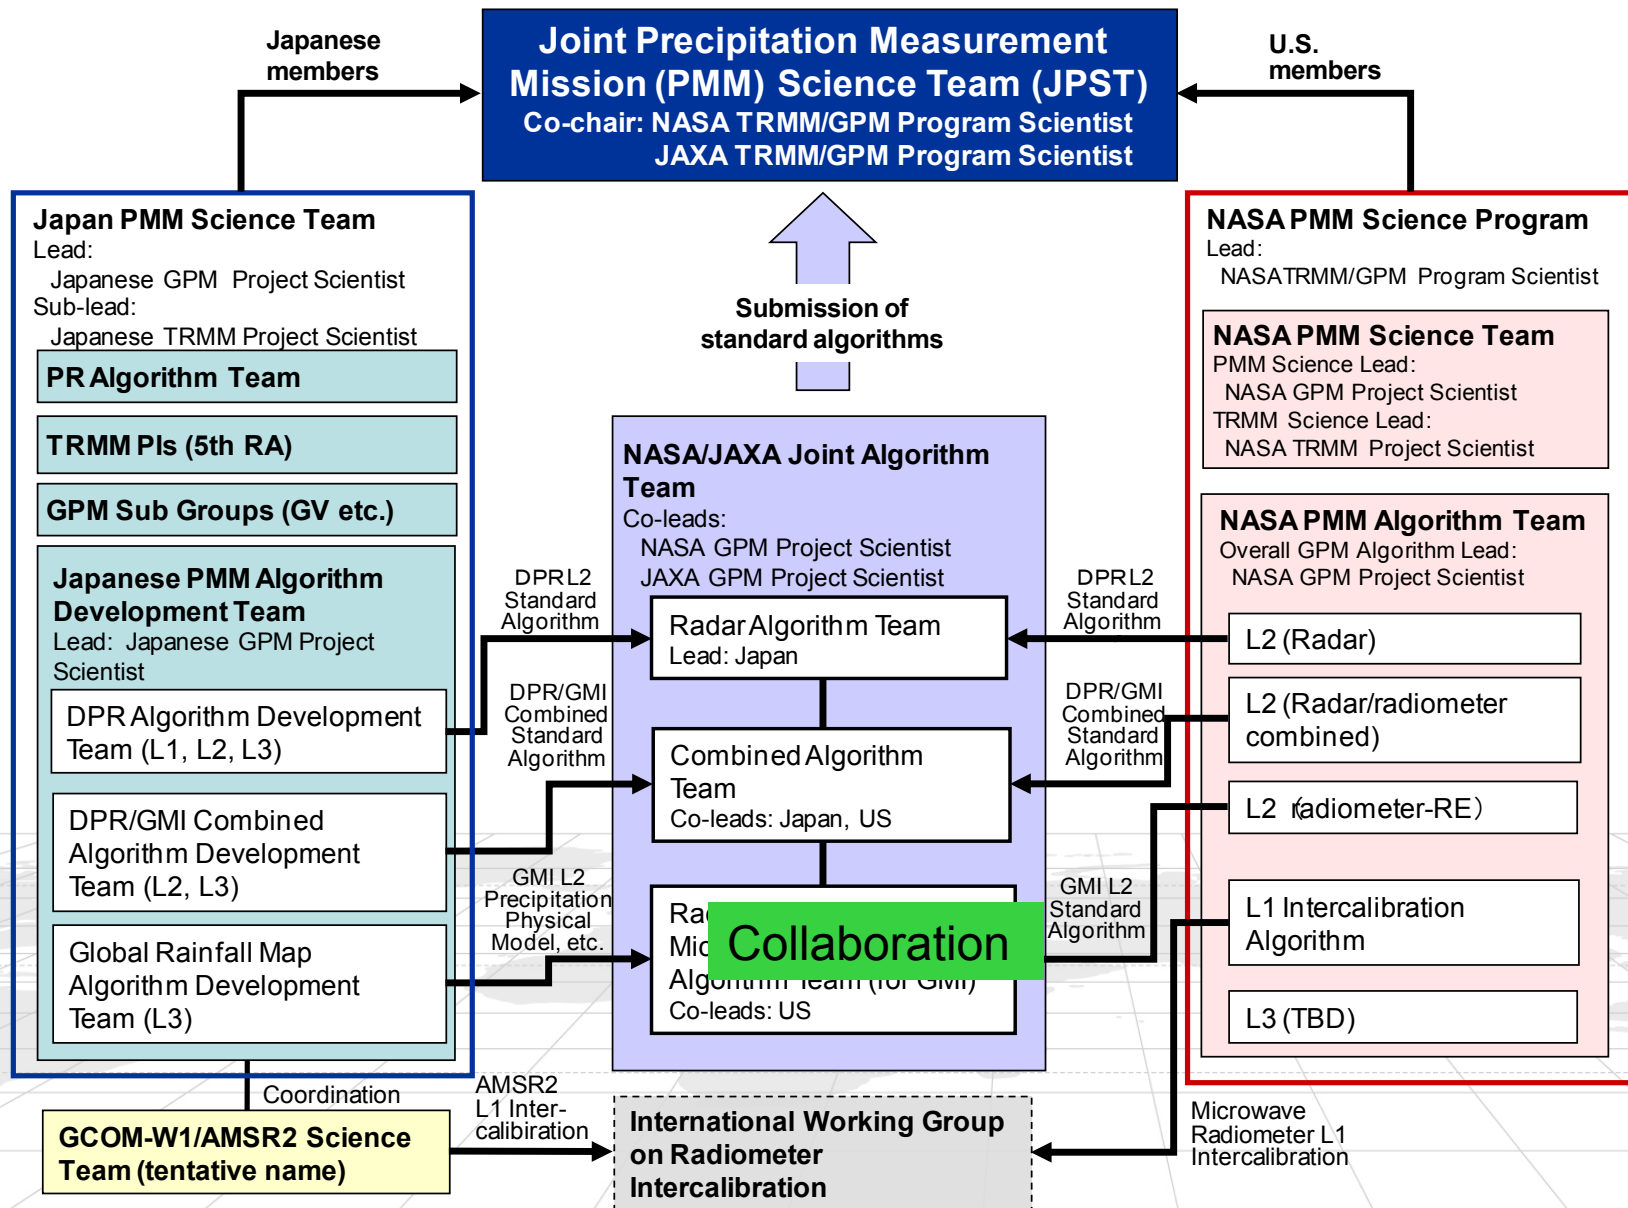 Japanese
members
Joint Precipitation Measurement
Mission (PMM) Science Team (JPST)
Co-chair: NASA TRMM/GPM Program Scientist
JAXA TRMM/GPM Program Scientist
U.S.
members
Japan PMM Science Team
Lead:
Japanese GPM Project Scientist
Sub-lead:
Japanese TRMM Project Scientist
PR Algorithm Team
TRMM PIs (5th RA)
GPM Sub Groups (GV etc.)
Japanese PMM Algorithm
Development Team
Lead: Japanese GPM Project
Scientist
DPR Algorithm Development
Team (L1, L2, L3)
DPR/GMI Combined
Algorithm Development
Team (L2, L3)
Global Rainfall Map
Algorithm Development
Team (L3)
Coordination
GCOM-W1/AMSR2 Science
Team (tentative name)
DPR L2
Standard
Algorithm
DPR/GMI
Combined
Standard
Algorithm
GMI L2
Precipitation
Physical
Model, etc.
AMSR2
L1 Inter-
calibiration
Submission of
standard algorithms
NASA/JAXA Joint Algorithm
Team
Co-leads:
NASA GPM Project Scientist
JAXA GPM Project Scientist
Radar Algorithm Team
Lead: Japan
Combined Algorithm
Team
Co-leads: Japan, US
Collaboration
Algorithm Team (for GMI)
Co-leads: US
International Working Group
on Radiometer
Intercalibration
DPR L2
Standard
Algorithm
DPR/GMI
Combined
Standard
Algorithm
GMI L2
Standard
Algorithm
Microwave
Radiometer L1
Intercalibration
NASA PMM Science Program
Lead:
NASA TRMM/GPM Program Scientist
NASA PMM Science Team
PMM Science Lead:
NASA GPM Project Scientist
TRMM Science Lead:
NASA TRMM Project Scientist
NASA PMM Algorithm Team
Overall GPM Algorithm Lead:
NASA GPM Project Scientist
L2 (Radar)
L2 (Radar/radiometer
combined)
L2 (radiometer-RE)
L1 Intercalibration
Algorithm
L3 (TBD)